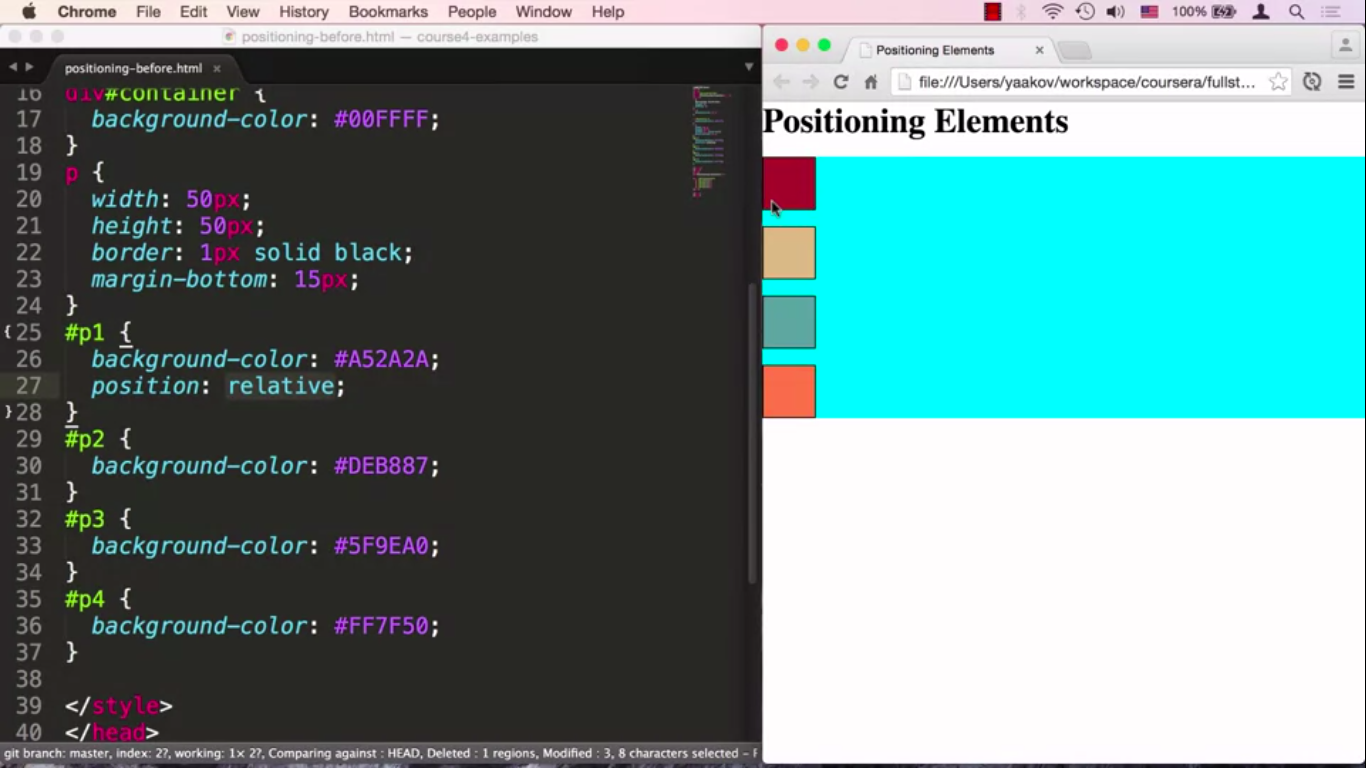 Chrome File Edit View History Bookmarks People Window Help 100%
positioning-before.html — course4-examples
positioning-before.html ×
16 div#container {
17 background-color: #00FFFF;
18 }
19 p {
20 width: 50px;
21 height: 50px;
22 border: 1px solid black;
23 margin-bottom: 15px;
24 }
25 #p1 {
26 background-color: #A52A2A;
27 position: relative;
28 }
29 #p2 {
30 background-color: #DEB887;
31 }
32 #p3 {
33 background-color: #5F9EA0;
34 }
35 #p4 {
36 background-color: #FF7F50;
37 }
38
39 </style>
40 </head>
git branch: master, index: 2?, working: 1× 2?, Comparing against : HEAD, Deleted : 1 regions, Modified : 3, 8 characters selected –
Positioning Elements ×
file:///Users/yaakov/workspace/coursera/fullst...
Positioning Elements